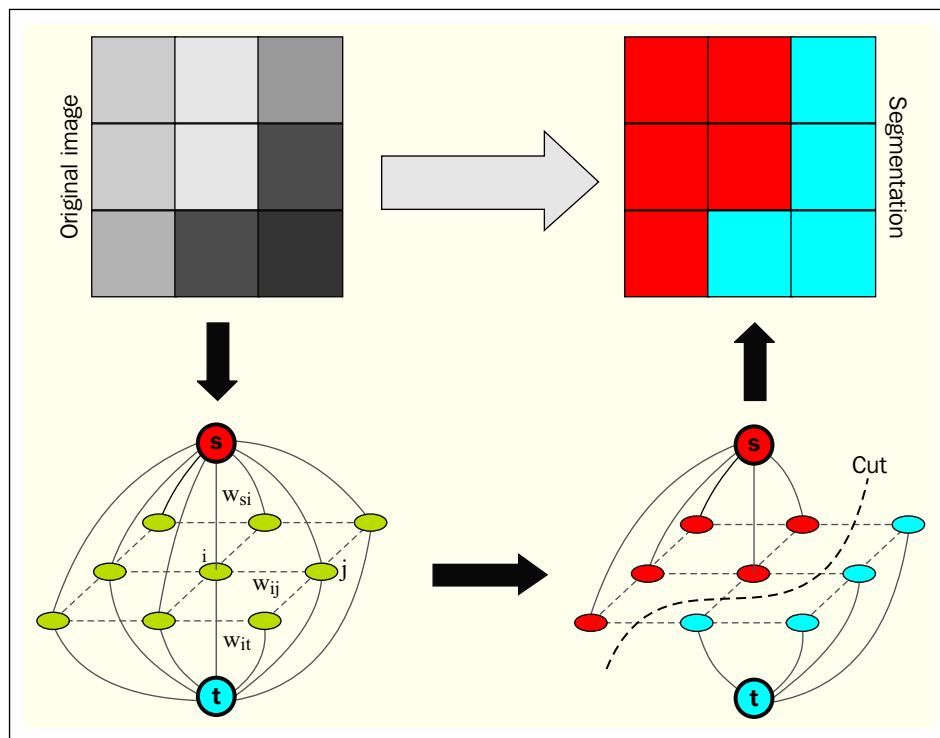 Original image
Segmentation
s
w_si
i
j
w_ij
w_it
t
s
Cut
t